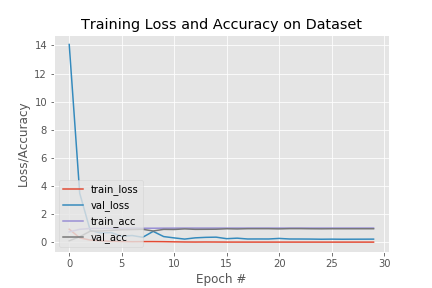 Training Loss and Accuracy on Dataset
Loss/Accuracy
14
12
10
8
6
4
2
0
train_loss
val_loss
train_acc
val_acc
0 5 10 15 20 25 30
Epoch #